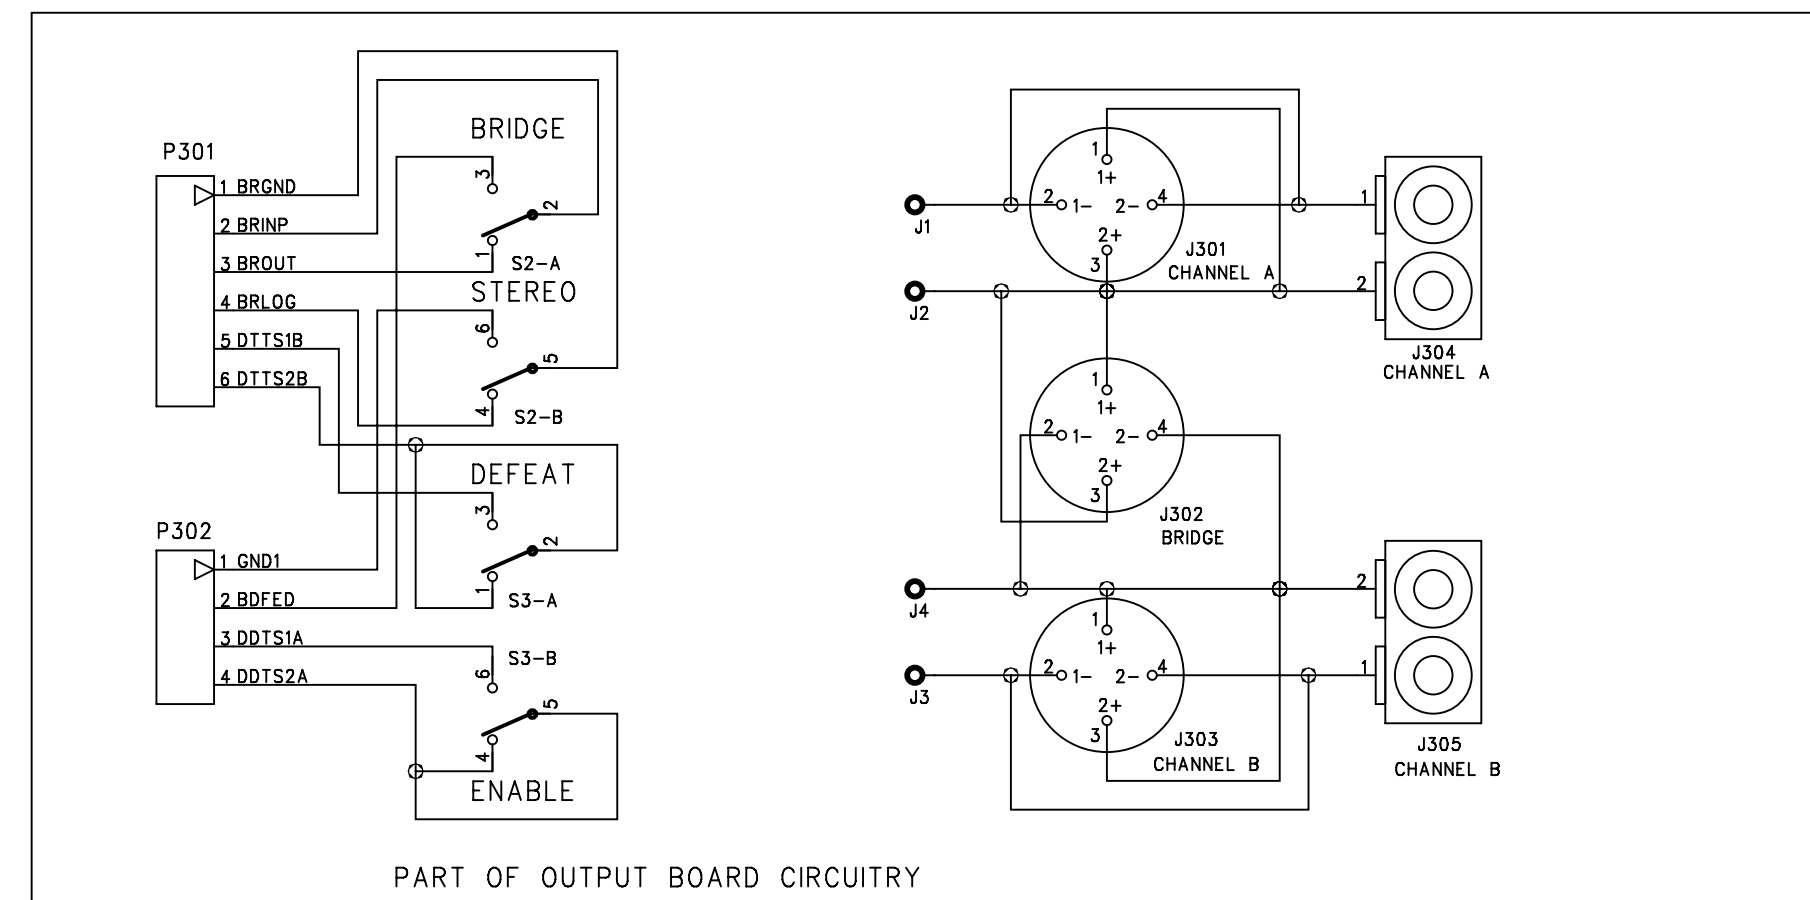 BRIDGE
P301
1 BRGND
2 BRINP
3 BROUT
4 BRLOG
5 DTTS1B
6 DTTS2B
3
2
1
S2-A
STEREO
6
5
4
S2-B
DEFEAT
3
2
1
S3-A
P302
1 GND1
2 BDFED
3 DDTS1A
4 DDTS2A
S3-B
6
5
4
ENABLE
J1
J2
J4
J3
1
1+
2 1- 2- 4
2+
3
J301
CHANNEL A
1
2
J304
CHANNEL A
1
1+
2 1- 2- 4
2+
3
J302
BRIDGE
1
1+
2 1- 2- 4
2+
3
J303
CHANNEL B
2
1
J305
CHANNEL B
PART OF OUTPUT BOARD CIRCUITRY